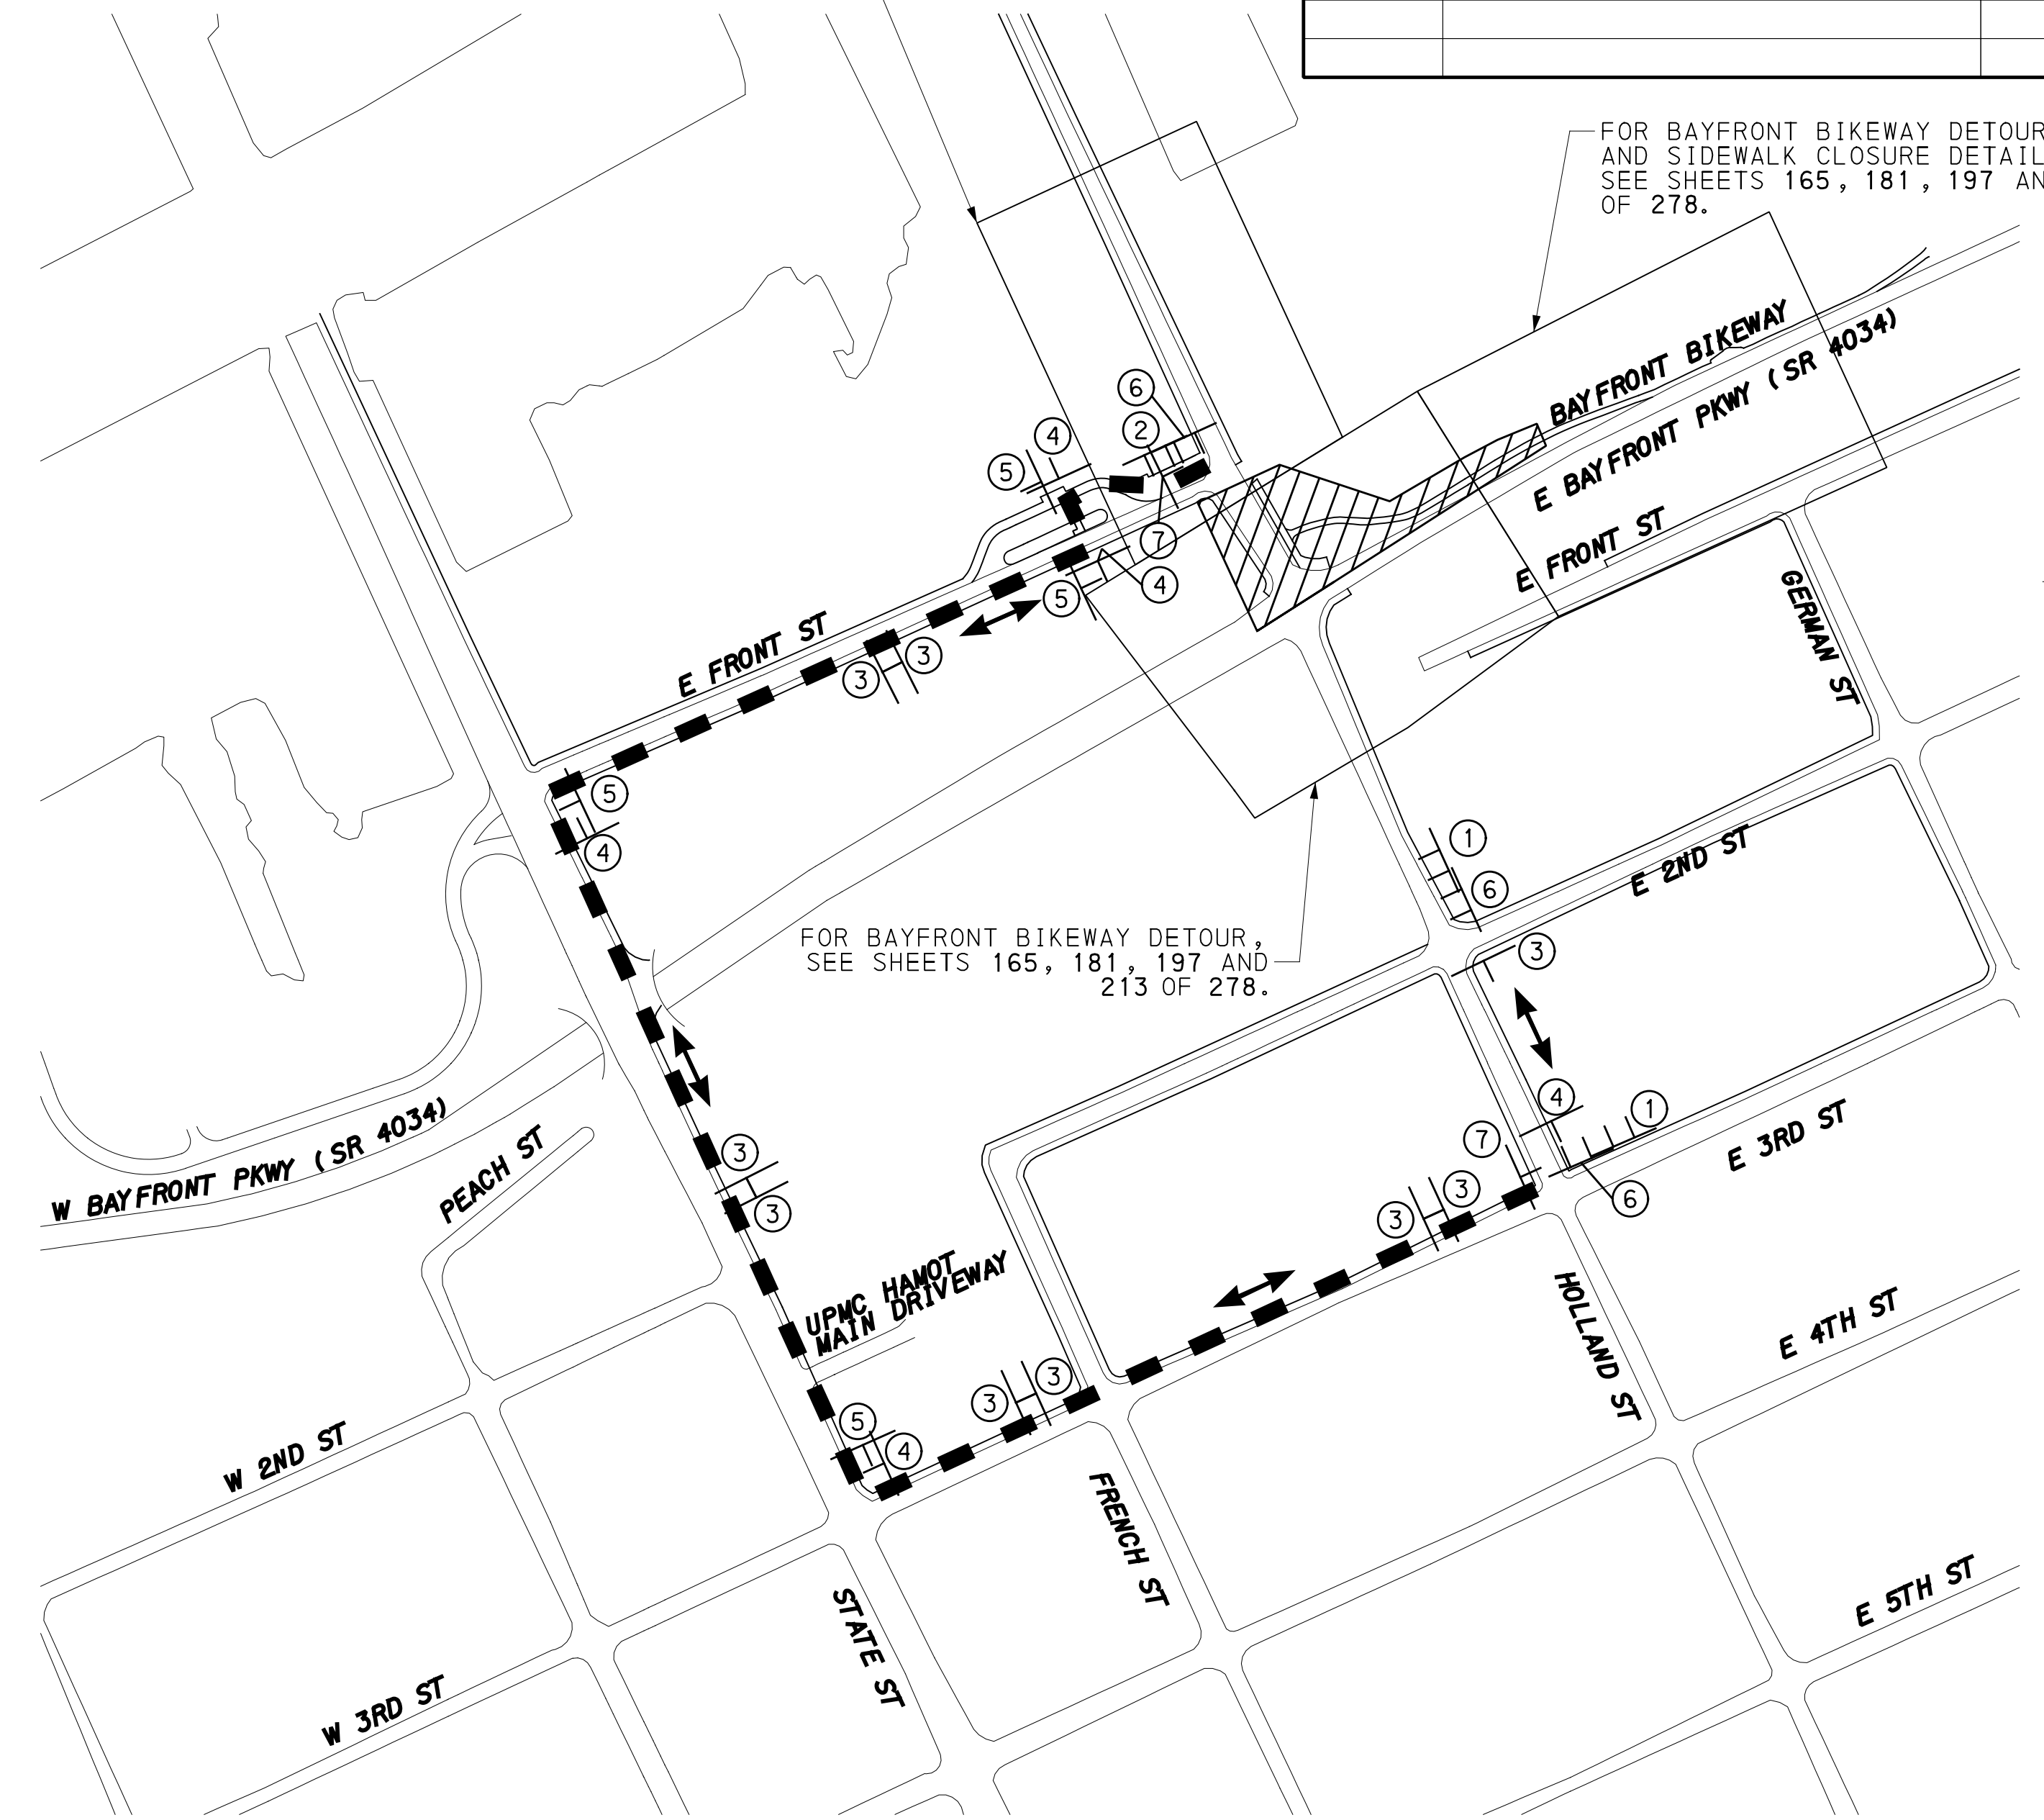 FOR BAYFRONT BIKEWAY DETOUR
AND SIDEWALK CLOSURE DETAIL
SEE SHEETS 165, 181, 197 AN
OF 278.
BAYFRONT BIKEWAY
E BAYFRONT PKWY (SR 4034)
6
4
2
5
7
4
5
E FRONT ST
GERMAN ST
E FRONT ST
3
3
5
4
1
E 2ND ST
6
FOR BAYFRONT BIKEWAY DETOUR,
SEE SHEETS 165, 181, 197 AND
213 OF 278.
3
4
1
W BAYFRONT PKWY (SR 4034)
PEACH ST
7
E 3RD ST
3
3
3
3
6
UPMC HAMOT
MAIN DRIVEWAY
HOLLAND ST
E 4TH ST
3
3
5
4
W 2ND ST
FRENCH ST
STATE ST
E 5TH ST
W 3RD ST